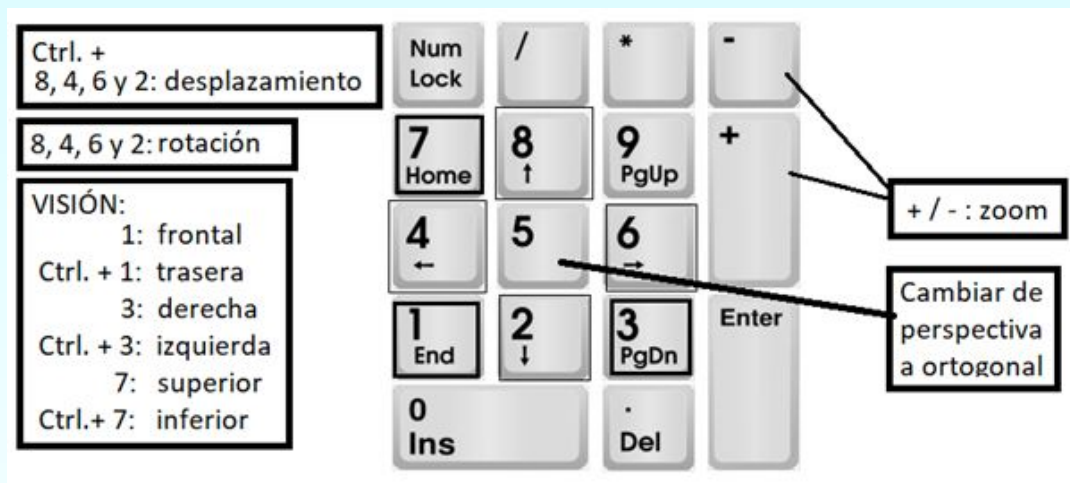 Ctrl. +
8, 4, 6 y 2: desplazamiento
8, 4, 6 y 2: rotación
VISIÓN:
1: frontal
Ctrl. + 1: trasera
3: derecha
Ctrl. + 3: izquierda
7: superior
Ctrl.+ 7: inferior
Num
Lock
/
*
-
7
Home
8
↑
9
PgUp
+
4
←
5
6
→
1
End
2
↓
3
PgDn
Enter
0
Ins
.
Del
+ / - : zoom
Cambiar de
perspectiva
a ortogonal